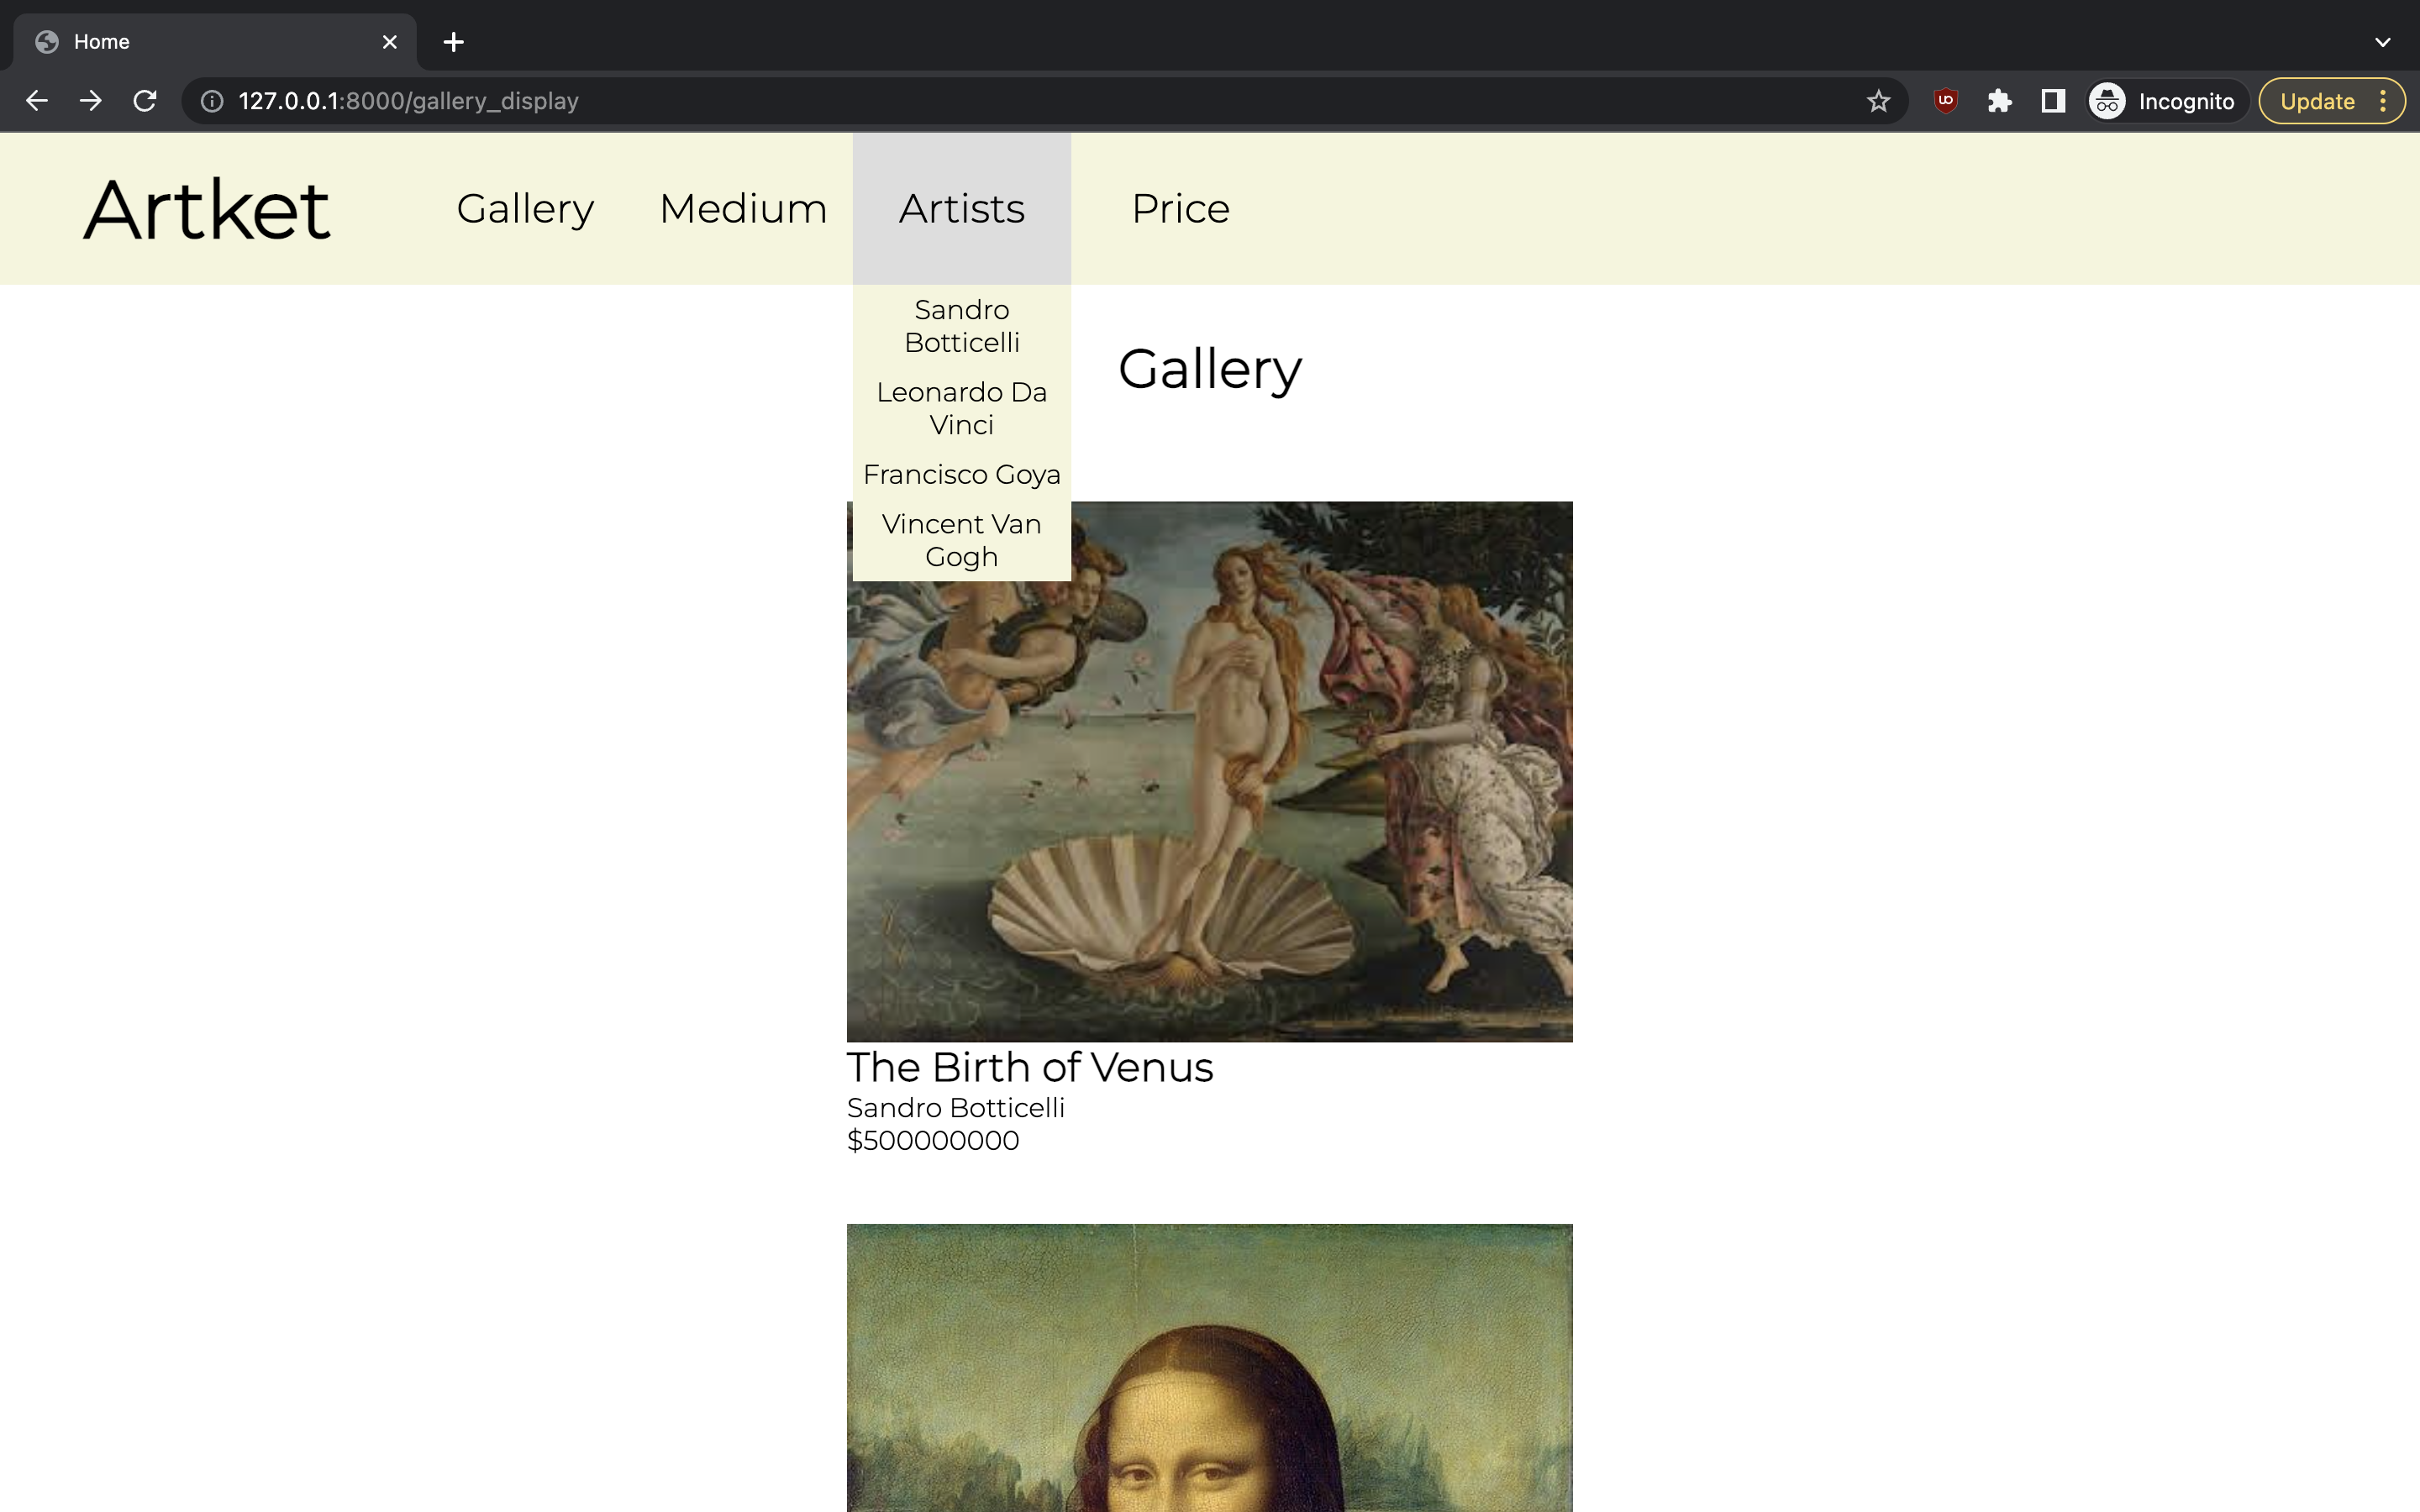 Home
127.0.0.1:8000/gallery_display
Incognito
Update
Artket
Gallery
Medium
Artists
Price
Sandro
Botticelli
Leonardo Da
Vinci
Francisco Goya
Vincent Van
Gogh
Gallery
The Birth of Venus
Sandro Botticelli
$500000000